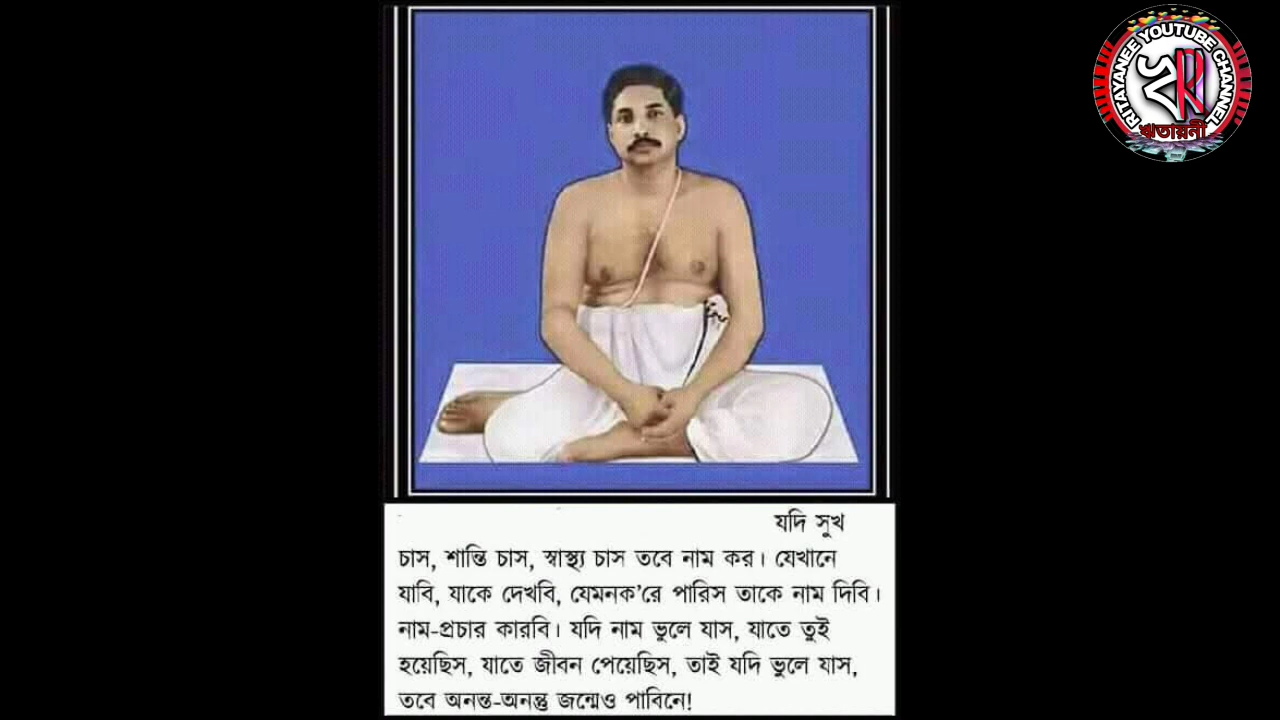 RITAYANEE YOUTUBE CHANNEL
ঋ
ঋতায়নী
যদি সুখ
চাস, শান্তি চাস, স্বাস্থ্য চাস তবে নাম কর। যেখানে
যাবি, যাকে দেখবি, যেমনক’রে পারিস তাকে নাম দিবি।
নাম-প্রচার কারবি। যদি নাম ভুলে যাস, যাতে তুই
হয়েছিস, যাতে জীবন পেয়েছিস, তাই যদি ভুলে যাস,
তবে অনন্ত-অনন্তু জন্মেও পাবিনে!